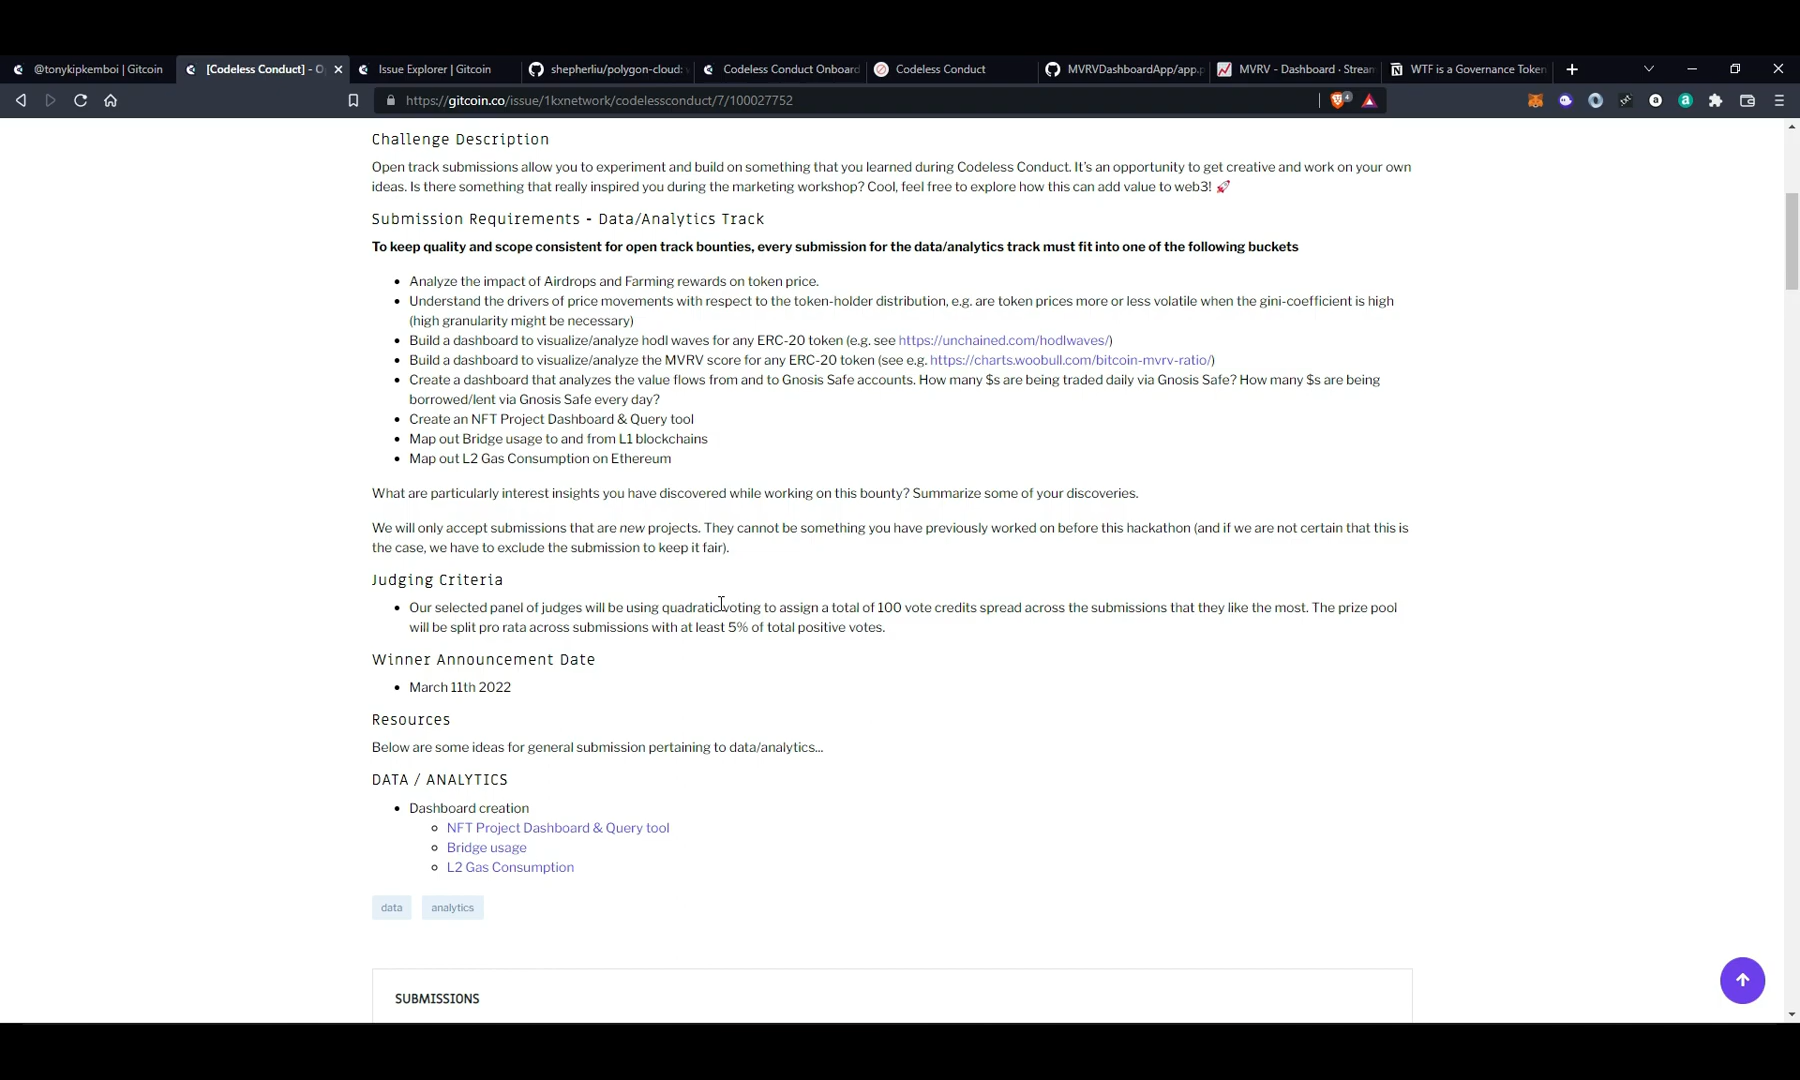 @tonykipkemboi | Gitcoin
[Codeless Conduct] - O
Issue Explorer | Gitcoin
shepherliu/polygon-cloud:
Codeless Conduct Onboard
Codeless Conduct
MVRVDashboardApp/app.p
MVRV - Dashboard · Stream
WTF is a Governance Token
https://gitcoin.co/issue/1kxnetwork/codelessconduct/7/100027752
4
Challenge Description
Open track submissions allow you to experiment and build on something that you learned during Codeless Conduct. It's an opportunity to get creative and work on your own
ideas. Is there something that really inspired you during the marketing workshop? Cool, feel free to explore how this can add value to web3! 🚀
Submission Requirements - Data/Analytics Track
To keep quality and scope consistent for open track bounties, every submission for the data/analytics track must fit into one of the following buckets
• Analyze the impact of Airdrops and Farming rewards on token price.
• Understand the drivers of price movements with respect to the token-holder distribution, e.g. are token prices more or less volatile when the gini-coefficient is high
(high granularity might be necessary)
• Build a dashboard to visualize/analyze hodl waves for any ERC-20 token (e.g. see https://unchained.com/hodlwaves/)
• Build a dashboard to visualize/analyze the MVRV score for any ERC-20 token (see e.g. https://charts.woobull.com/bitcoin-mvrv-ratio/)
• Create a dashboard that analyzes the value flows from and to Gnosis Safe accounts. How many $s are being traded daily via Gnosis Safe? How many $s are being
borrowed/lent via Gnosis Safe every day?
• Create an NFT Project Dashboard & Query tool
• Map out Bridge usage to and from L1 blockchains
• Map out L2 Gas Consumption on Ethereum
What are particularly interest insights you have discovered while working on this bounty? Summarize some of your discoveries.
We will only accept submissions that are new projects. They cannot be something you have previously worked on before this hackathon (and if we are not certain that this is
the case, we have to exclude the submission to keep it fair).
Judging Criteria
• Our selected panel of judges will be using quadratic voting to assign a total of 100 vote credits spread across the submissions that they like the most. The prize pool
will be split pro rata across submissions with at least 5% of total positive votes.
Winner Announcement Date
• March 11th 2022
Resources
Below are some ideas for general submission pertaining to data/analytics...
DATA / ANALYTICS
• Dashboard creation
NFT Project Dashboard & Query tool
Bridge usage
L2 Gas Consumption
data
analytics
SUBMISSIONS